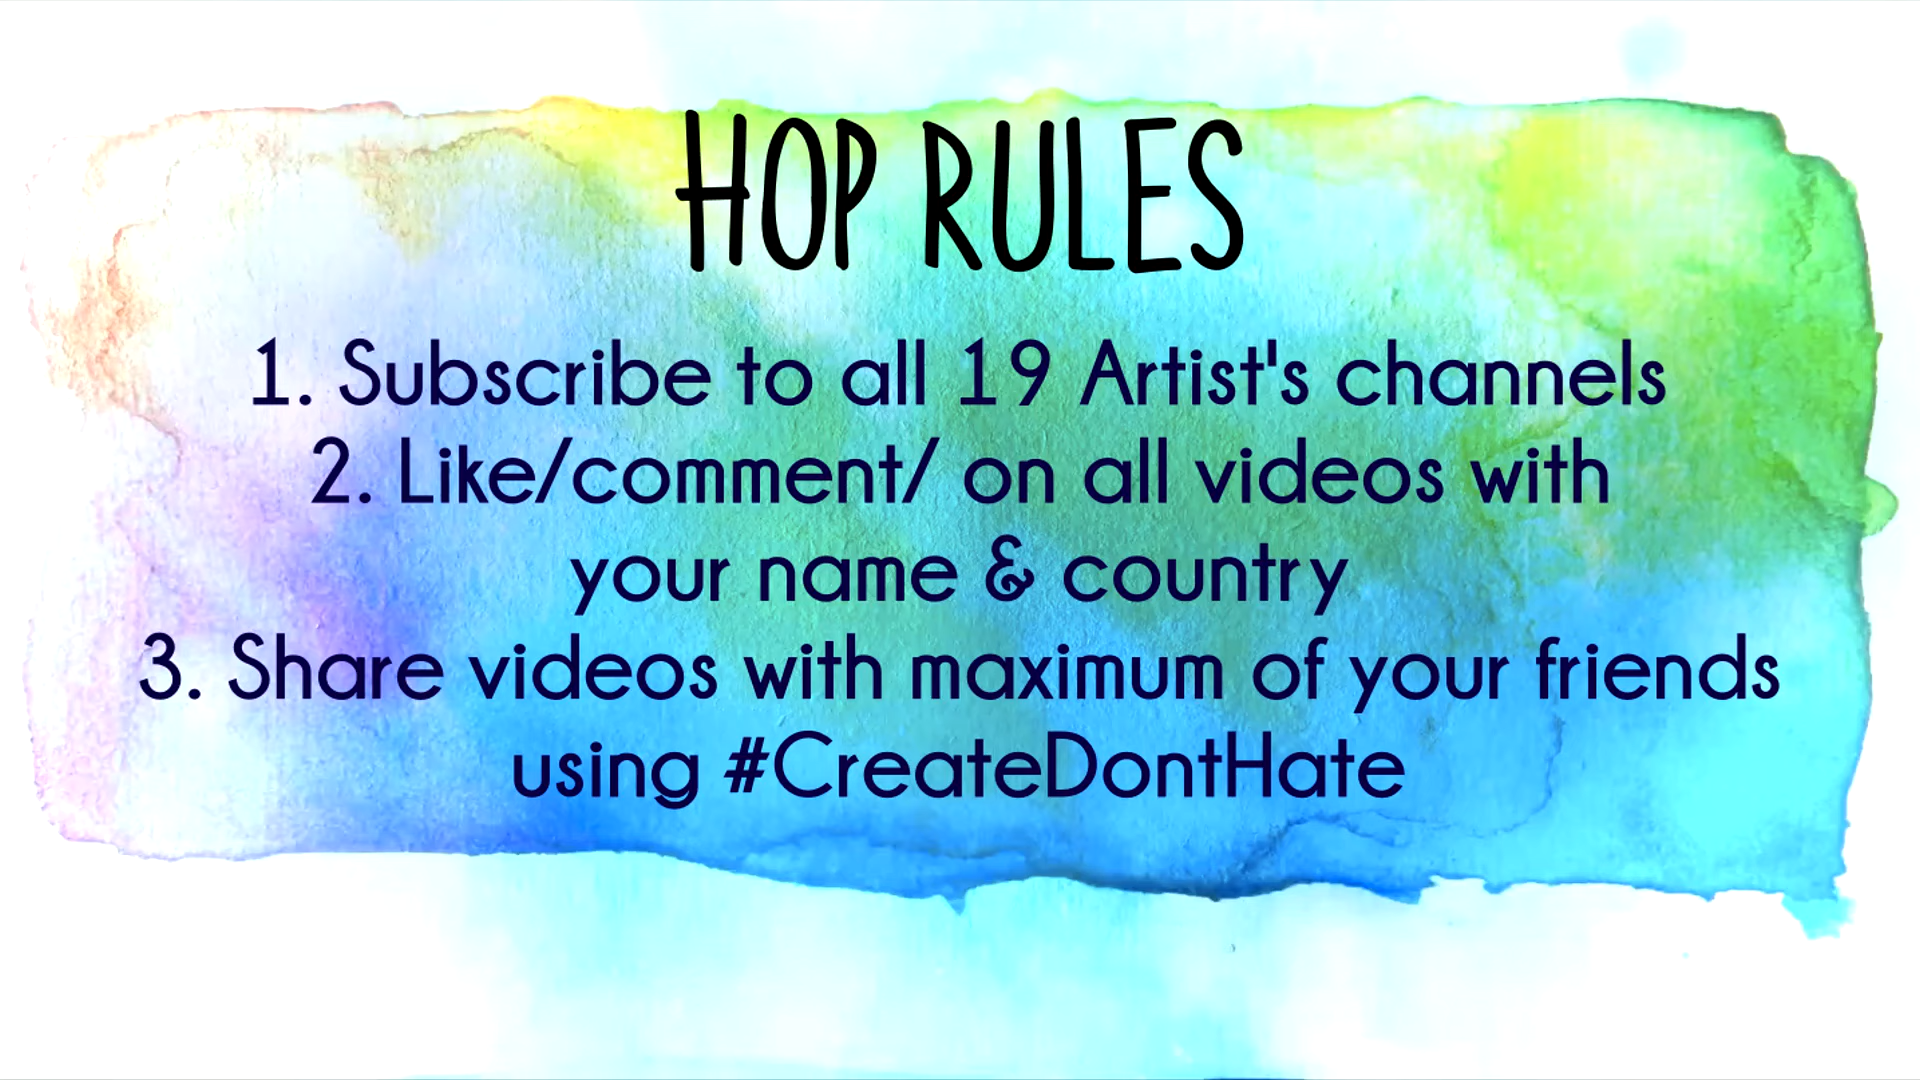 HOP RULES
1. Subscribe to all 19 Artist's channels
2. Like/comment/ on all videos with
your name & country
3. Share videos with maximum of your friends
using #CreateDontHate